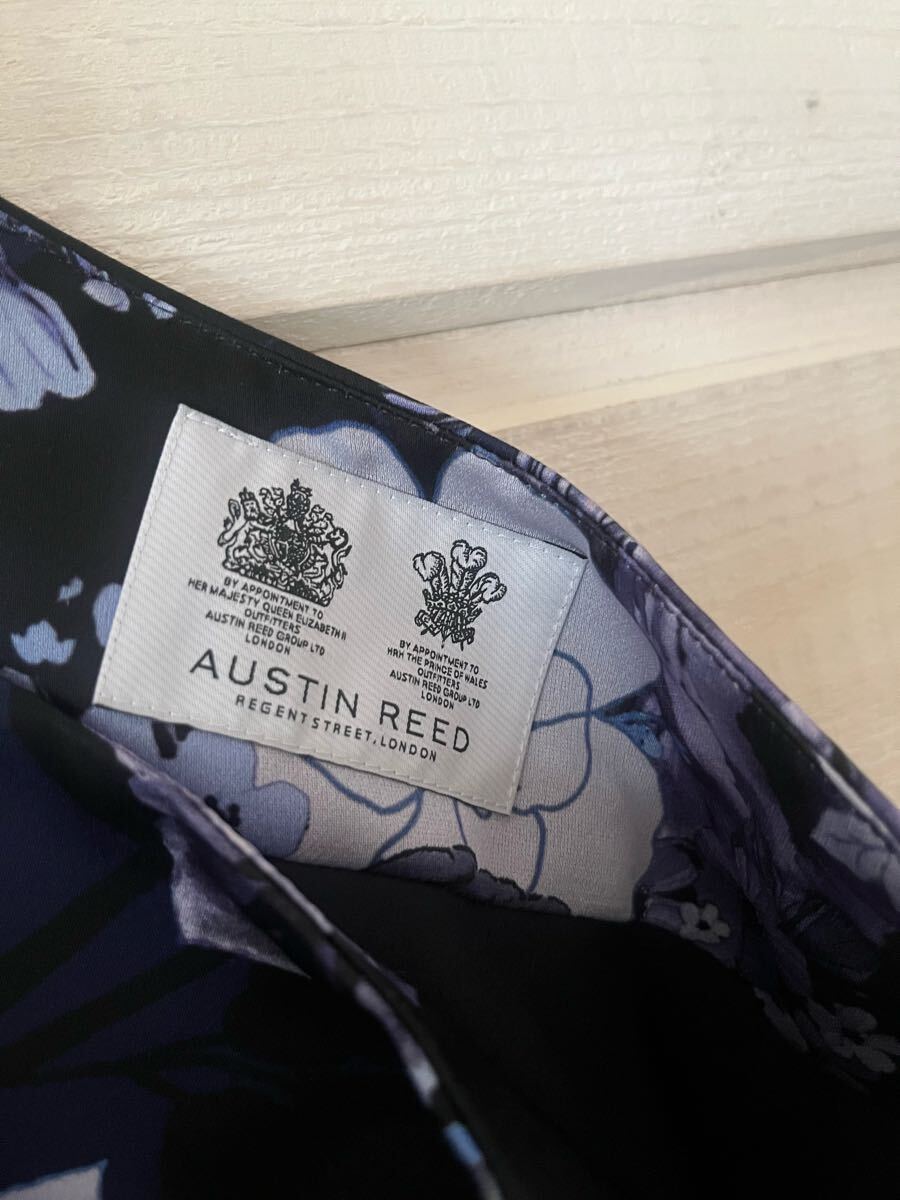 BY APPOINTMENT TO
HER MAJESTY QUEEN ELIZABETH II
OUTFITTERS
AUSTIN REED GROUP LTD
LONDON
BY APPOINTMENT TO
HRH THE PRINCE OF WALES
OUTFITTERS
AUSTIN REED GROUP LTD
LONDON
AUSTIN REED
REGENT STREET, LONDON